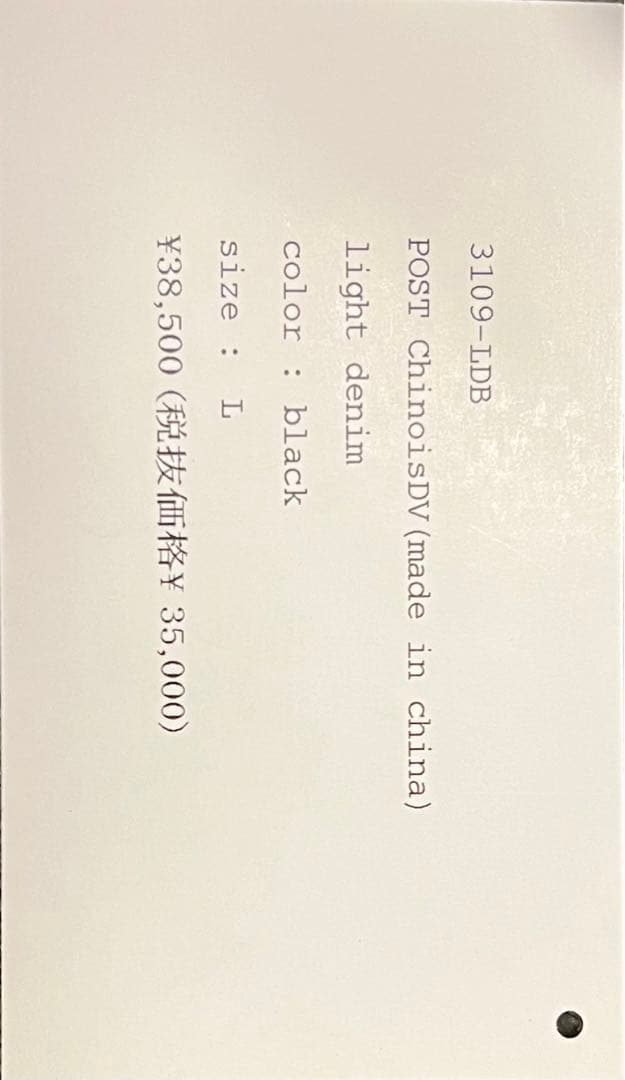 3109-LDB
POST ChinoisDV(made in china)
light denim
color : black
size : L
¥38,500 (税抜価格¥ 35,000)